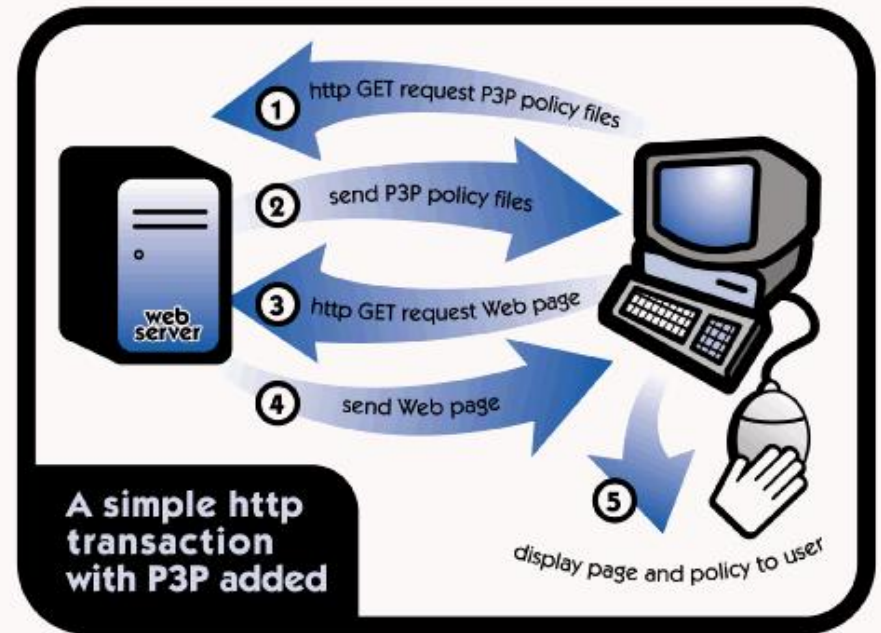 1 http GET request P3P policy files
2 send P3P policy files
web
server
3 http GET request Web page
4 send Web page
5
display page and policy to user
A simple http
transaction
with P3P added